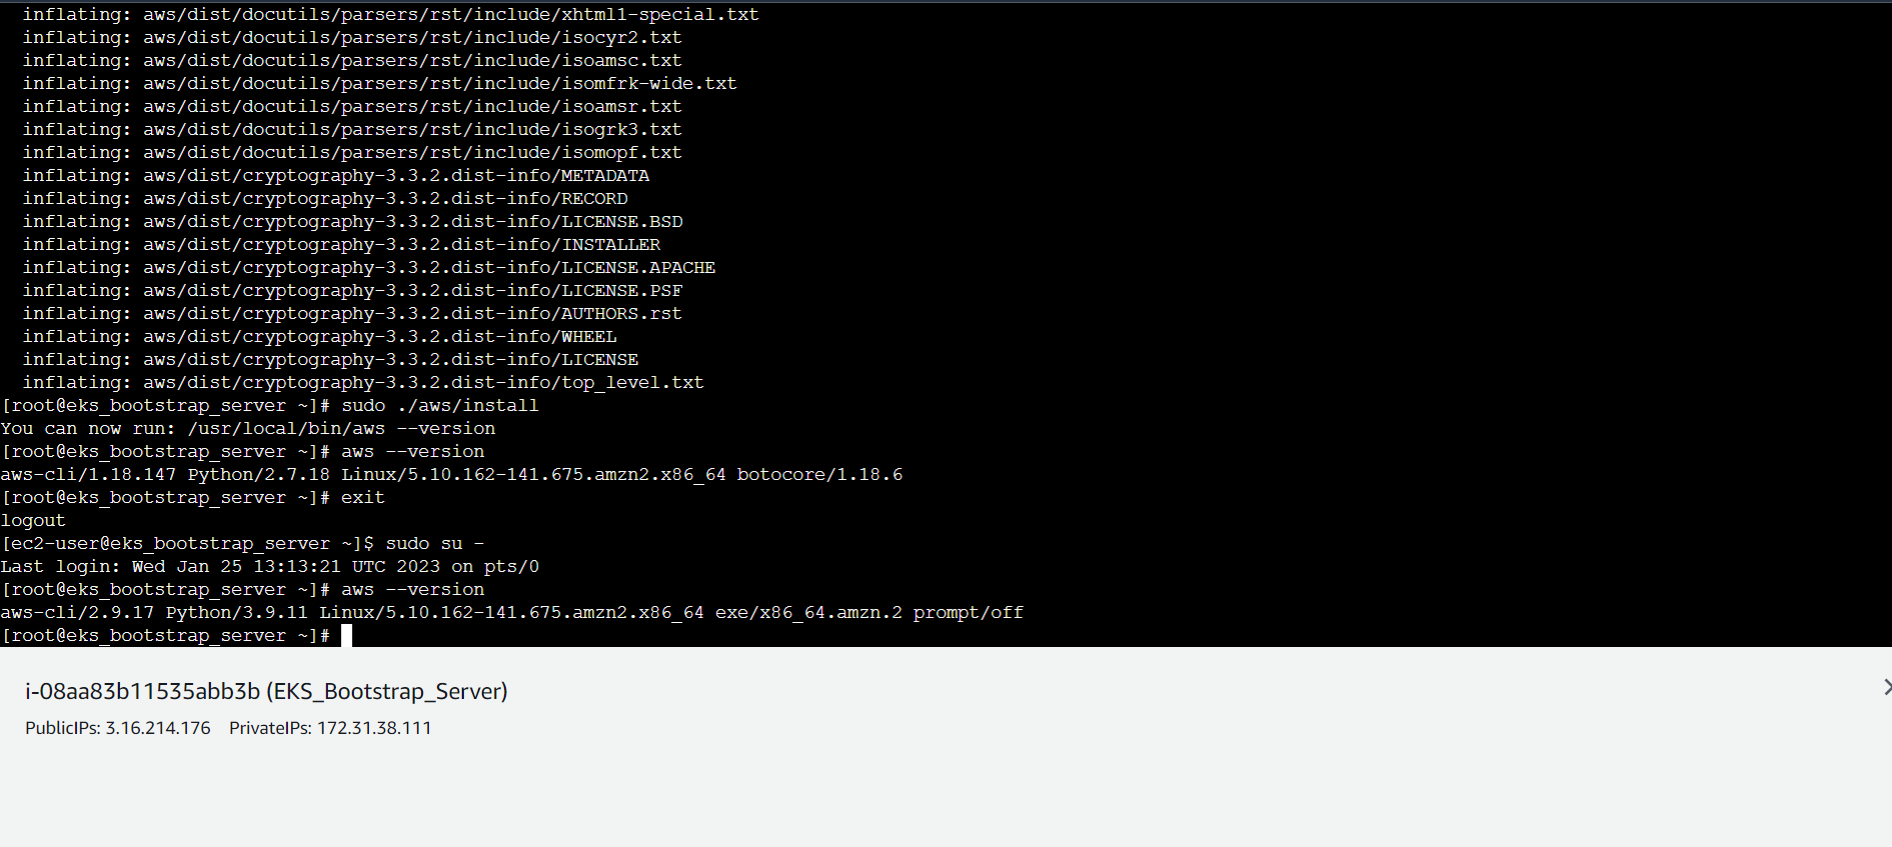 inflating: aws/dist/docutils/parsers/rst/include/xhtml1-special.txt
inflating: aws/dist/docutils/parsers/rst/include/isocyr2.txt
inflating: aws/dist/docutils/parsers/rst/include/isoamsc.txt
inflating: aws/dist/docutils/parsers/rst/include/isomfrk-wide.txt
inflating: aws/dist/docutils/parsers/rst/include/isoamsr.txt
inflating: aws/dist/docutils/parsers/rst/include/isogrk3.txt
inflating: aws/dist/docutils/parsers/rst/include/isomopf.txt
inflating: aws/dist/cryptography-3.3.2.dist-info/METADATA
inflating: aws/dist/cryptography-3.3.2.dist-info/RECORD
inflating: aws/dist/cryptography-3.3.2.dist-info/LICENSE.BSD
inflating: aws/dist/cryptography-3.3.2.dist-info/INSTALLER
inflating: aws/dist/cryptography-3.3.2.dist-info/LICENSE.APACHE
inflating: aws/dist/cryptography-3.3.2.dist-info/LICENSE.PSF
inflating: aws/dist/cryptography-3.3.2.dist-info/AUTHORS.rst
inflating: aws/dist/cryptography-3.3.2.dist-info/WHEEL
inflating: aws/dist/cryptography-3.3.2.dist-info/LICENSE
inflating: aws/dist/cryptography-3.3.2.dist-info/top_level.txt
[root@eks_bootstrap_server ~]# sudo ./aws/install
You can now run: /usr/local/bin/aws --version
[root@eks_bootstrap_server ~]# aws --version
aws-cli/1.18.147 Python/2.7.18 Linux/5.10.162-141.675.amzn2.x86_64 botocore/1.18.6
[root@eks_bootstrap_server ~]# exit
logout
[ec2-user@eks_bootstrap_server ~]$ sudo su -
Last login: Wed Jan 25 13:13:21 UTC 2023 on pts/0
[root@eks_bootstrap_server ~]# aws --version
aws-cli/2.9.17 Python/3.9.11 Linux/5.10.162-141.675.amzn2.x86_64 exe/x86_64.amzn.2 prompt/off
[root@eks_bootstrap_server ~]#
i-08aa83b11535abb3b (EKS_Bootstrap_Server)
PublicIPs: 3.16.214.176 PrivateIPs: 172.31.38.111